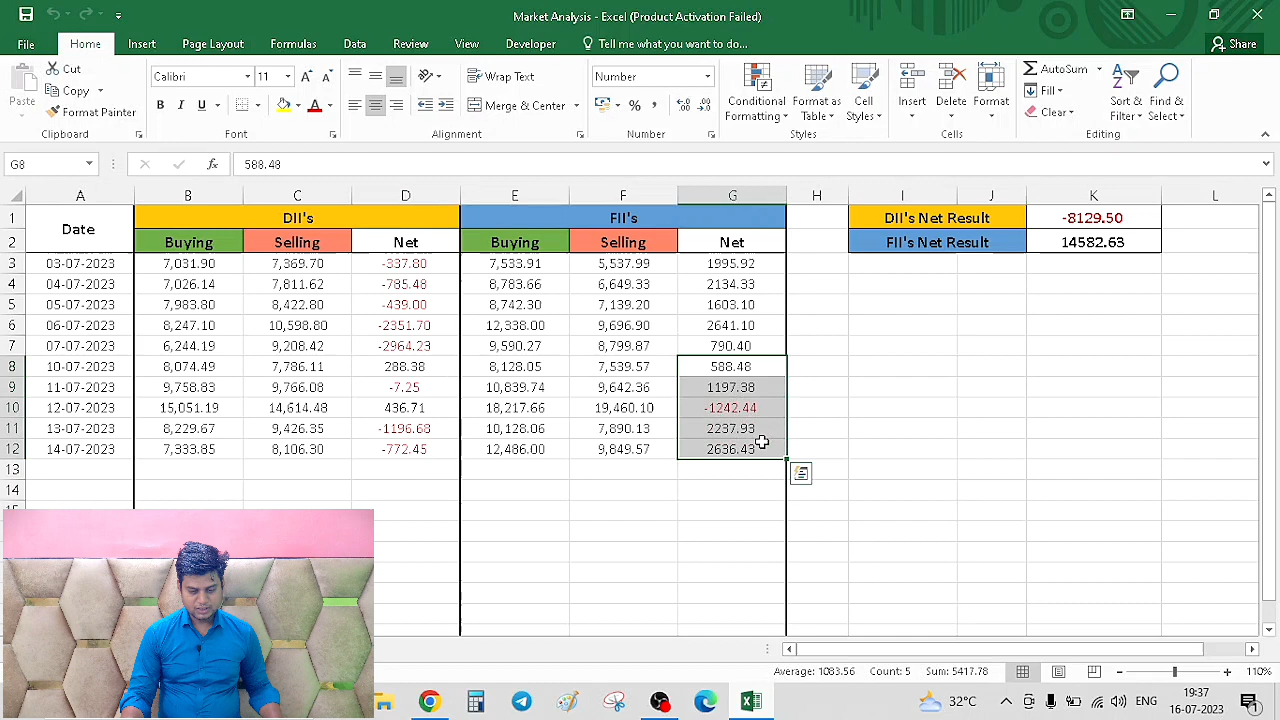 Market Analysis - Excel (Product Activation Failed)
File Home Insert Page Layout Formulas Data Review View Developer Tell me what you want to do... Share
Paste Cut Copy Format Painter Clipboard
Calibri 11 B I U A Font
Wrap Text Merge & Center Alignment
Number % , Number
Conditional Formatting Format as Table Cell Styles Styles
Insert Delete Format Cells
AutoSum Fill Clear Sort & Filter Find & Select Editing
G8 fx 588.48
A B C D E F G H I J K L
1 Date DII's FII's DII's Net Result -8129.50
2 Buying Selling Net Buying Selling Net FII's Net Result 14582.63
3 03-07-2023 7,031.90 7,369.70 -337.80 7,533.91 5,537.99 1995.92
4 04-07-2023 7,026.14 7,811.62 -785.48 8,783.66 6,649.33 2134.33
5 05-07-2023 7,983.80 8,422.80 -439.00 8,742.30 7,139.20 1603.10
6 06-07-2023 8,247.10 10,598.80 -2351.70 12,338.00 9,696.90 2641.10
7 07-07-2023 6,244.19 9,208.42 -2964.23 9,590.27 8,799.87 790.40
8 10-07-2023 8,074.49 7,786.11 288.38 8,128.05 7,539.57 588.48
9 11-07-2023 9,758.83 9,766.08 -7.25 10,839.74 9,642.36 1197.38
10 12-07-2023 15,051.19 14,614.48 436.71 18,217.66 19,460.10 -1242.44
11 13-07-2023 8,229.67 9,426.35 -1196.68 10,128.06 7,890.13 2237.93
12 14-07-2023 7,333.85 8,106.30 -772.45 12,486.00 9,849.57 2636.43
13
14
Average: 1083.56 Count: 5 Sum: 5417.78 110%
32°C ENG 19:37
16-07-2023